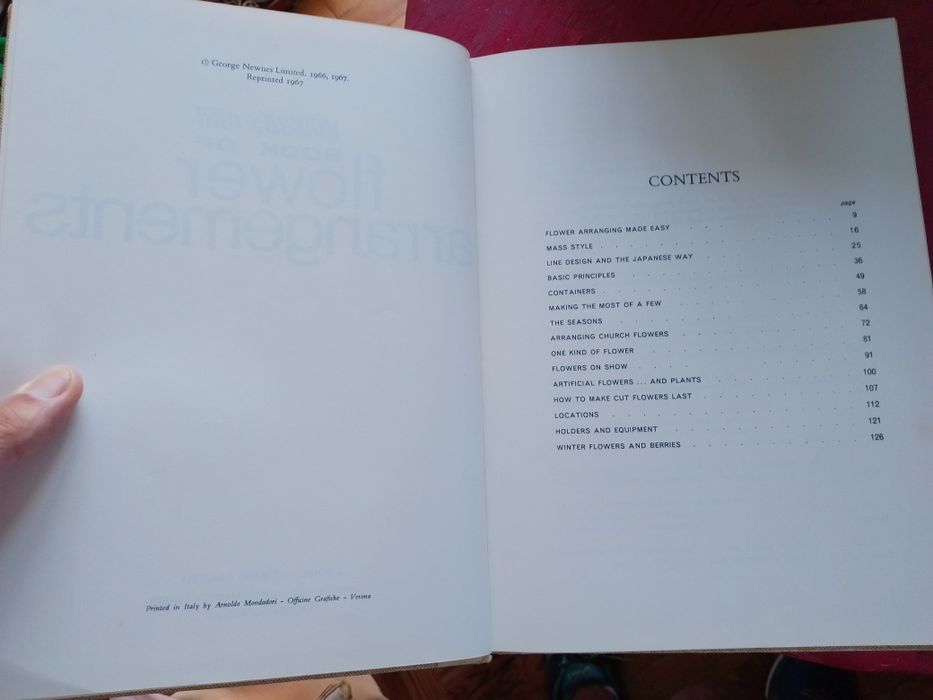 © George Newnes Limited, 1966, 1967.
Reprinted 1967
BOOK OF
flower
arrangements
Printed in Italy by Arnoldo Mondadori - Officine Grafiche - Verona
CONTENTS
page
FLOWER ARRANGING MADE EASY 9
MASS STYLE 16
LINE DESIGN AND THE JAPANESE WAY 25
BASIC PRINCIPLES 36
CONTAINERS 49
MAKING THE MOST OF A FEW 58
THE SEASONS 64
ARRANGING CHURCH FLOWERS 72
ONE KIND OF FLOWER 81
FLOWERS ON SHOW 91
ARTIFICIAL FLOWERS ... AND PLANTS 100
HOW TO MAKE CUT FLOWERS LAST 107
LOCATIONS 112
HOLDERS AND EQUIPMENT 121
WINTER FLOWERS AND BERRIES 126